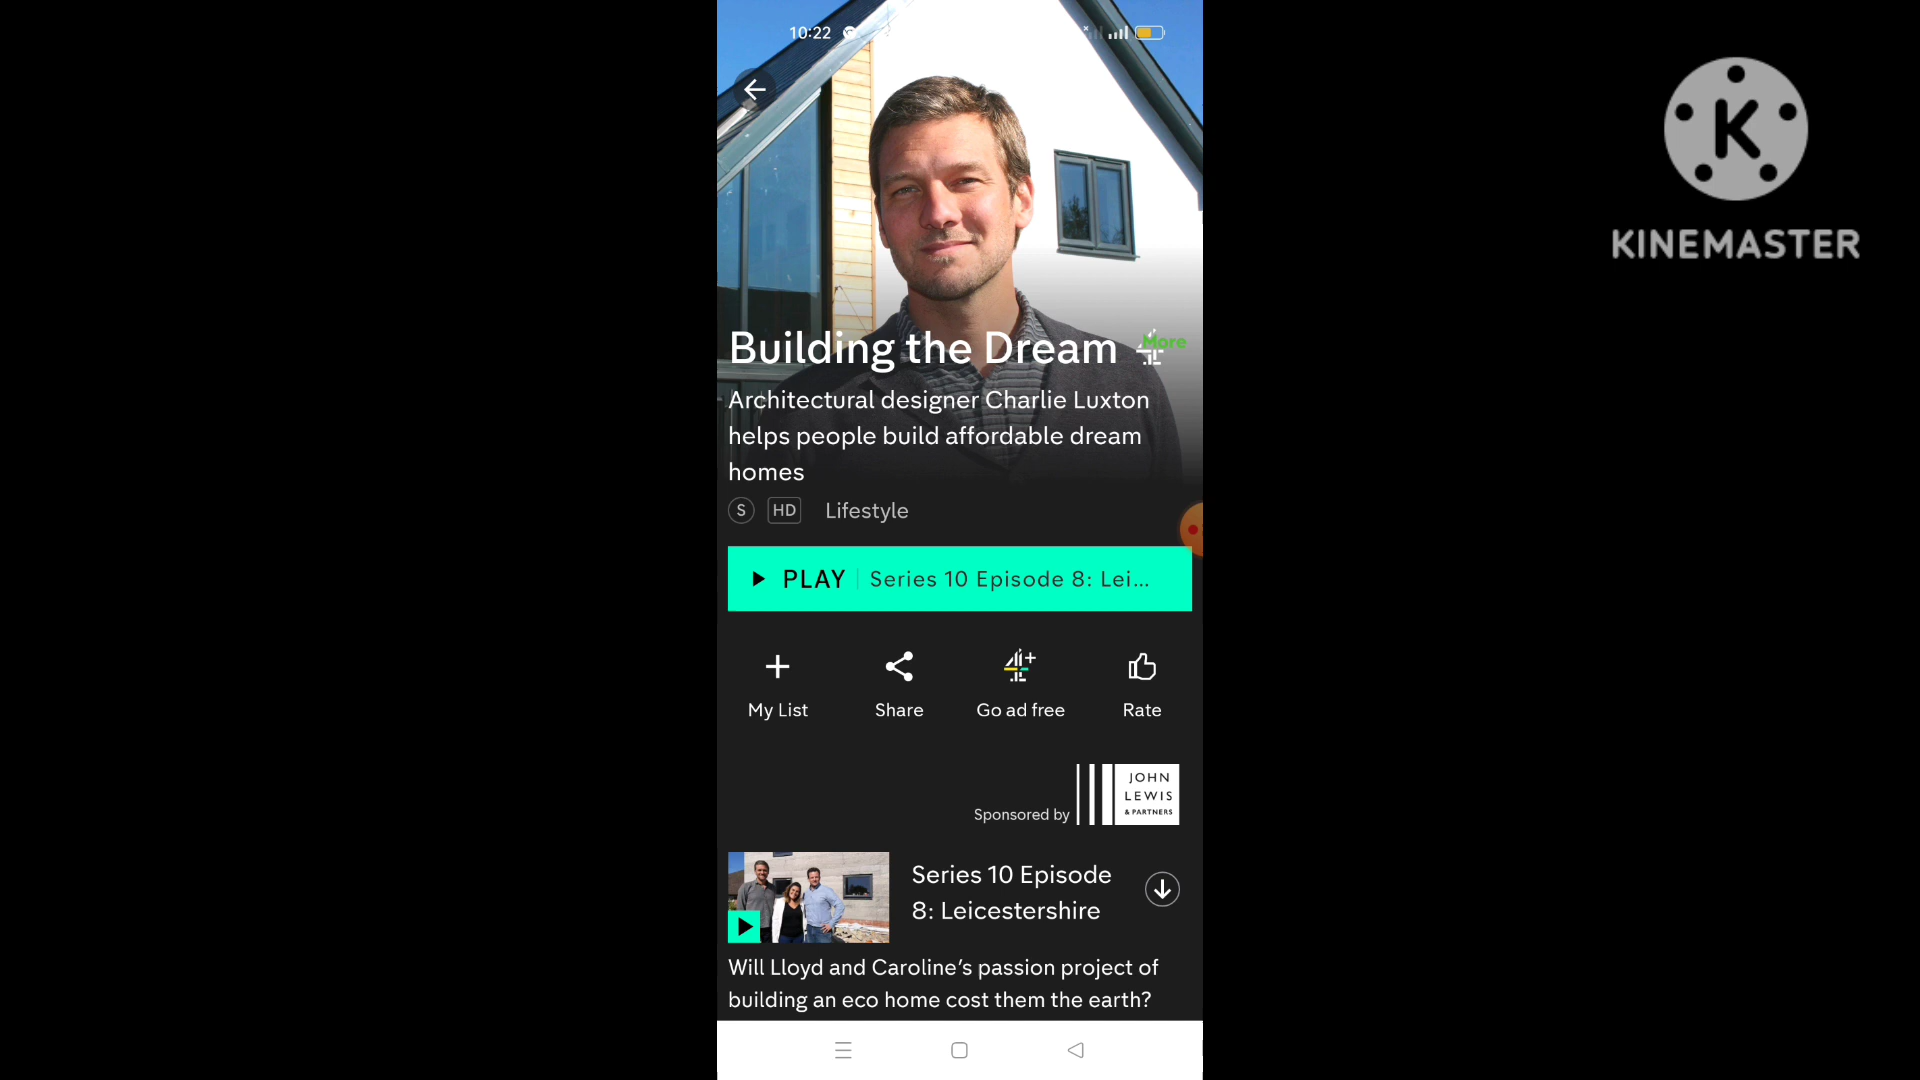 10:22
K
KINEMASTER
Building the Dream
More
Architectural designer Charlie Luxton
helps people build affordable dream
homes
S HD Lifestyle
PLAY Series 10 Episode 8: Lei...
My List Share Go ad free Rate
Sponsored by
JOHN
LEWIS
& PARTNERS
Series 10 Episode
8: Leicestershire
Will Lloyd and Caroline’s passion project of
building an eco home cost them the earth?